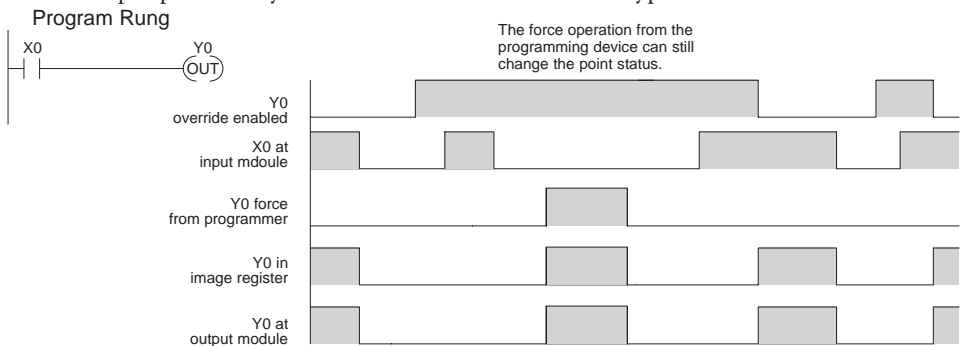 Program Rung
X0
Y0
OUT
The force operation from the
programming device can still
change the point status.
Y0
override enabled
X0 at
input mdoule
Y0 force
from programmer
Y0 in
image register
Y0 at
output module